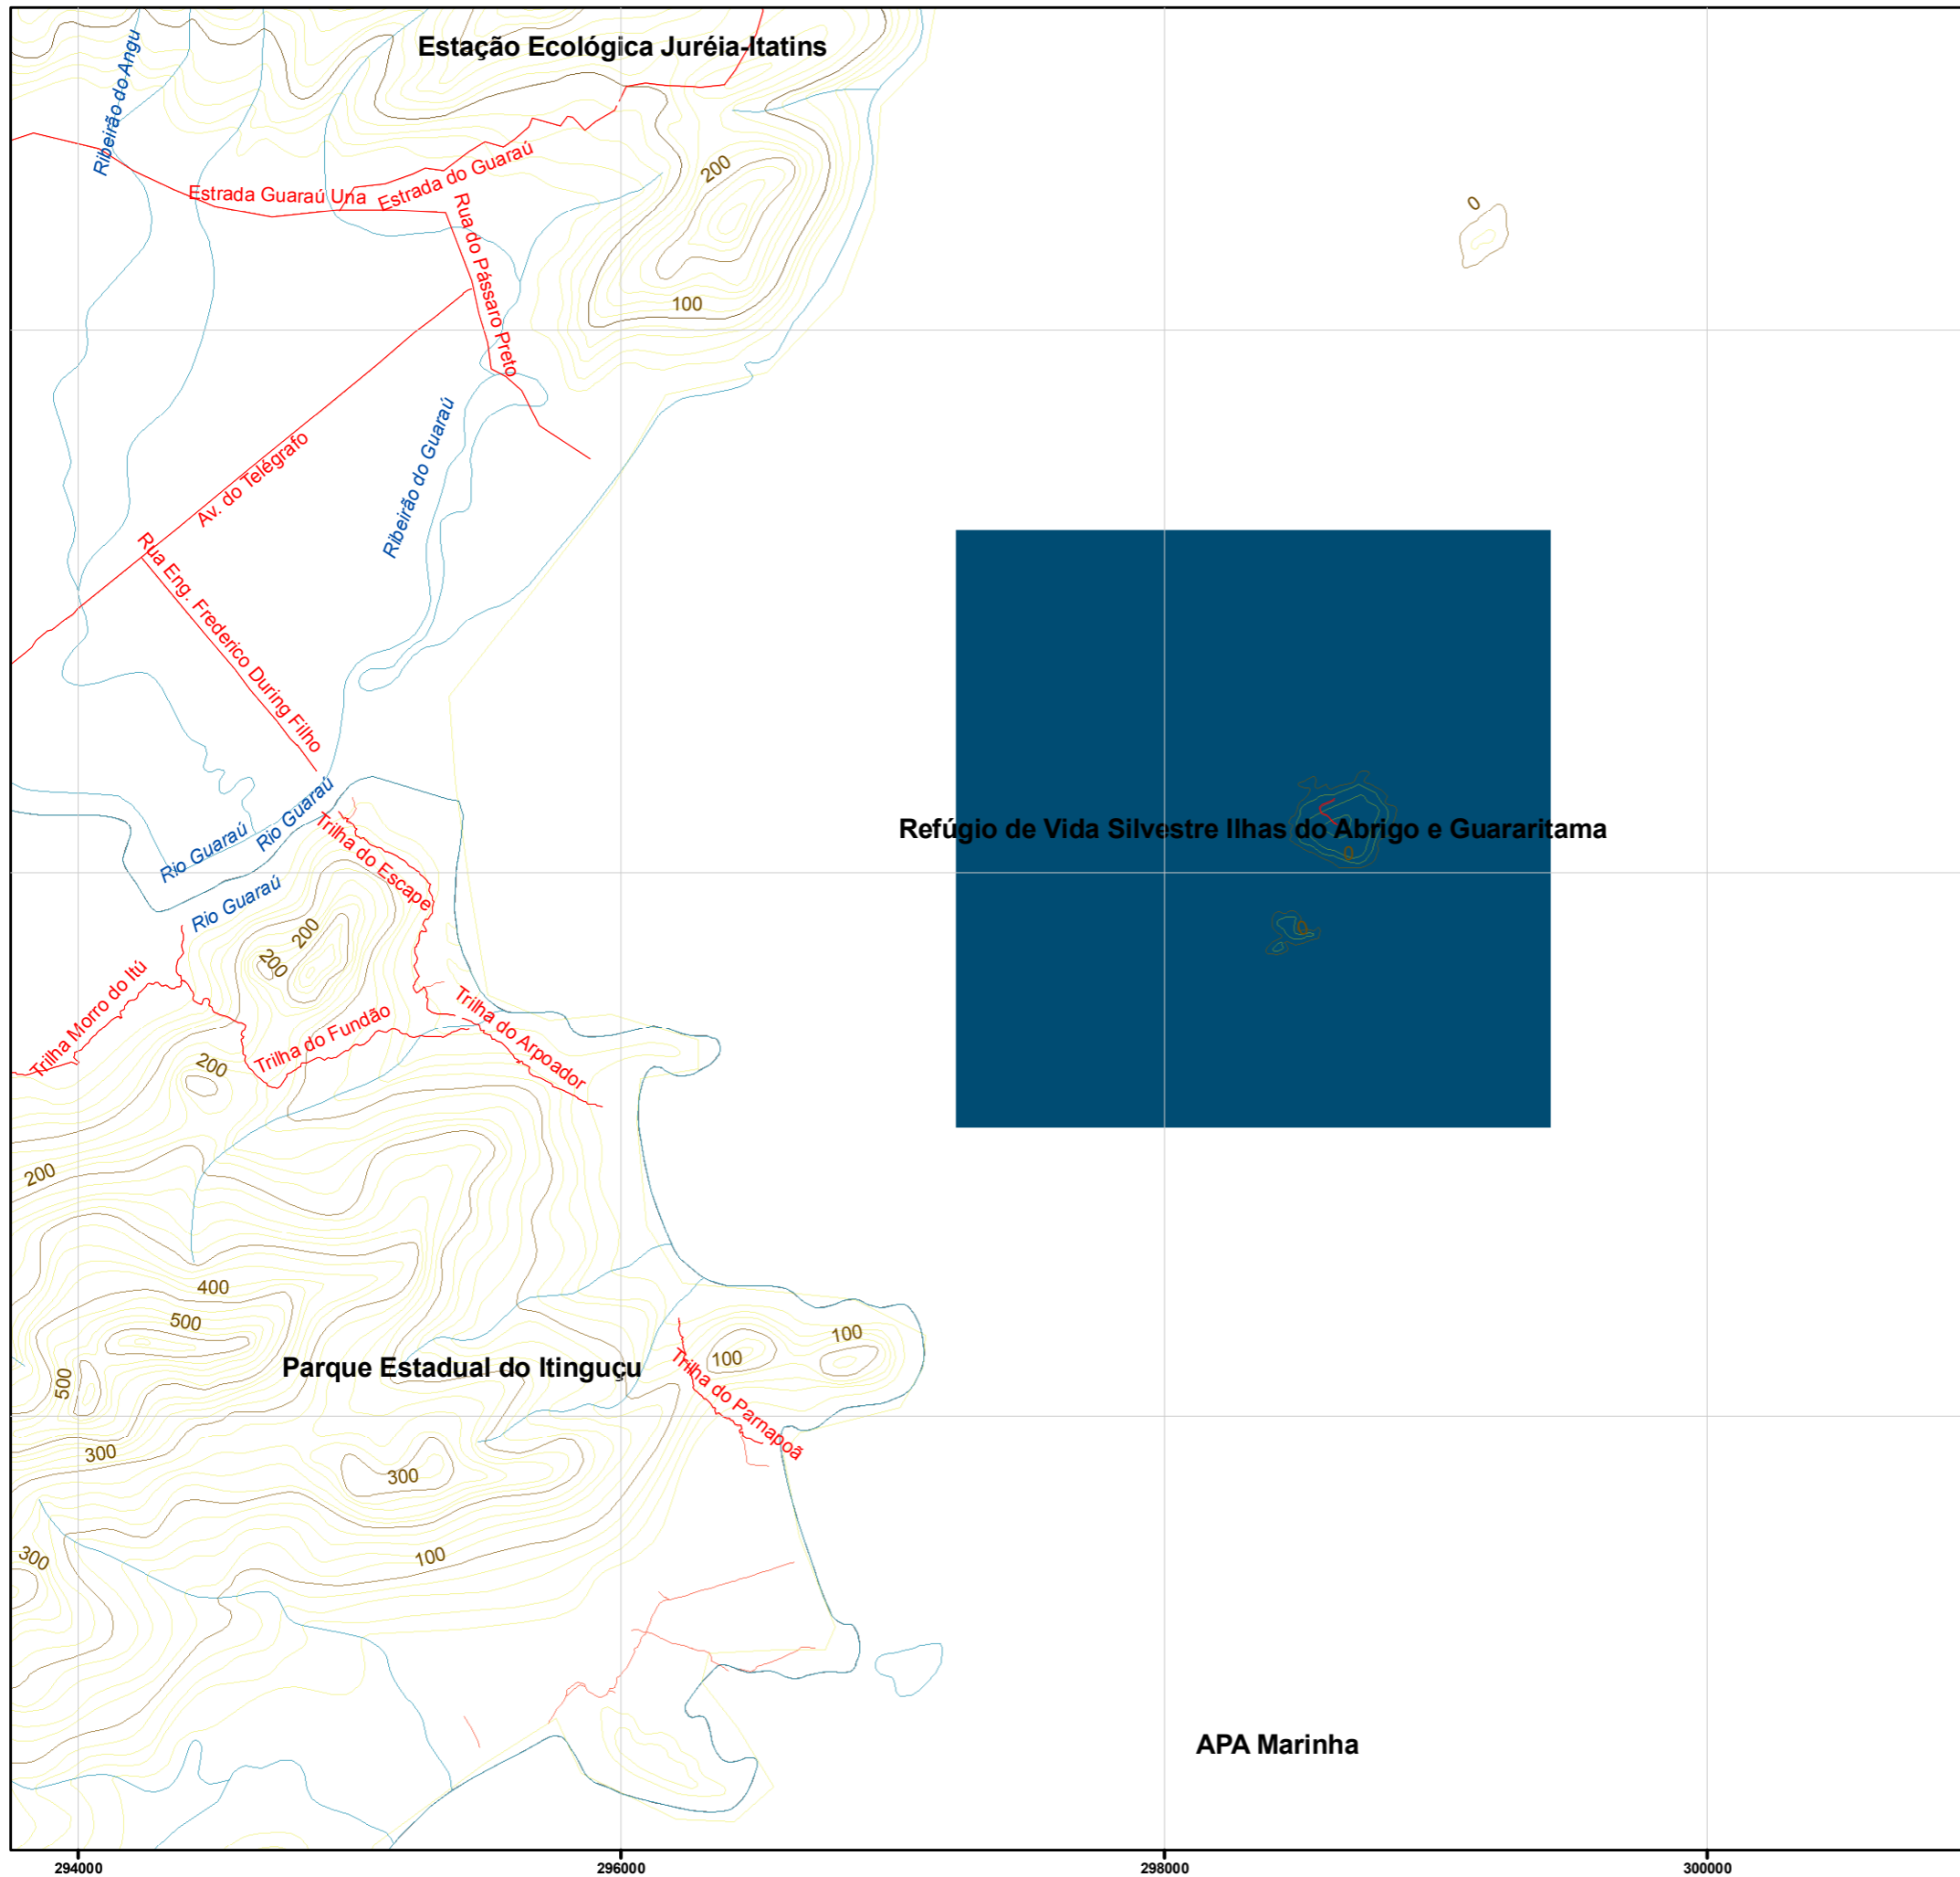 Estação Ecológica Juréia-Itatins
Ribeirão do Angu
Estrada Guaraú Una
Estrada do Guaraú
Rua do Pássaro Preto
200
100
0
Ribeirão do Guaraú
Av. do Telégrafo
Rua Eng. Frederico During Filho
Rio Guaraú
Rio Guaraú
Rio Guaraú
Trilha do Escape
Refúgio de Vida Silvestre Ilhas do Abrigo e Guararitama
0
0
200
200
Trilha Morro do Itú
Trilha do Fundão
Trilha do Arpoador
200
200
400
500
500
Parque Estadual do Itinguçu
100
100
Trilha do Parnapoã
300
300
300
100
APA Marinha
294000
296000
298000
300000